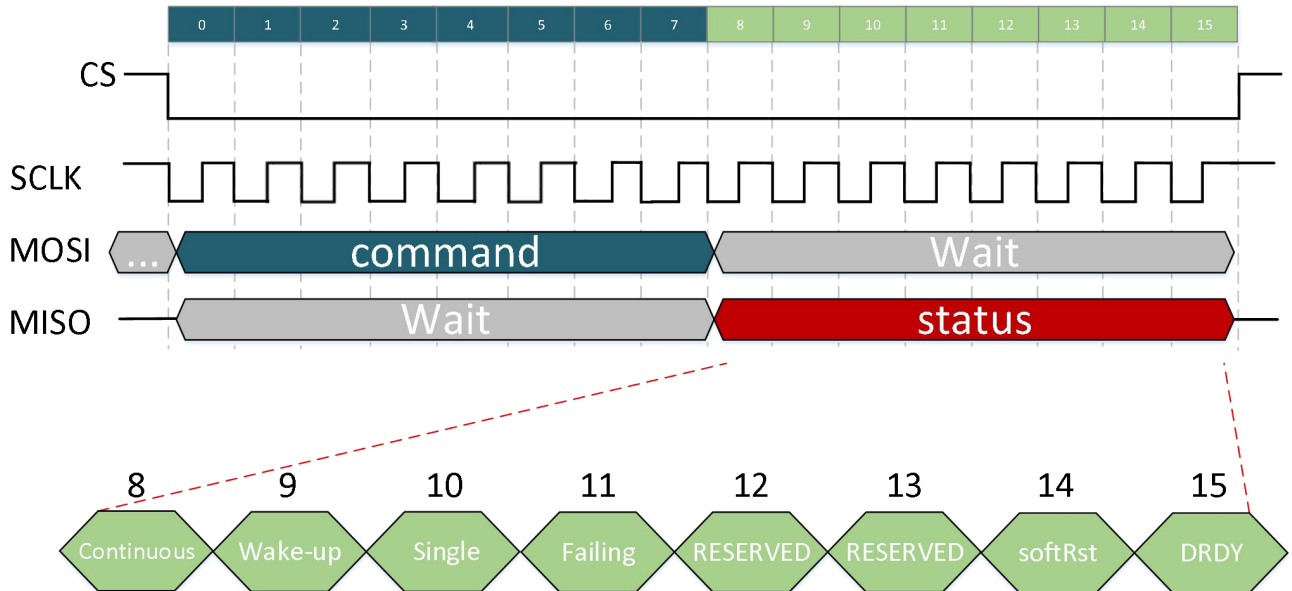 0 1 2 3 4 5 6 7 8 9 10 11 12 13 14 15
CS
SCLK
MOSI ... command Wait
MISO Wait status
8 9 10 11 12 13 14 15
Continuous Wake-up Single Failing RESERVED RESERVED softRst DRDY